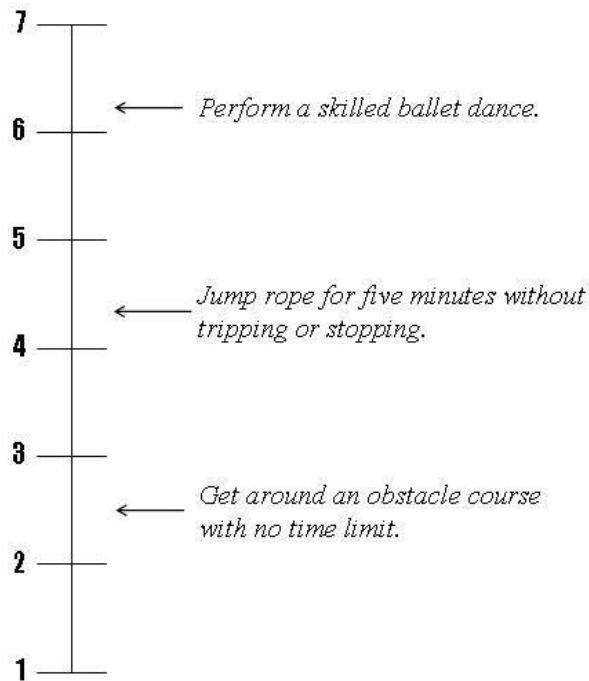 7
Perform a skilled ballet dance.
6
5
Jump rope for five minutes without
tripping or stopping.
4
3
Get around an obstacle course
with no time limit.
2
1